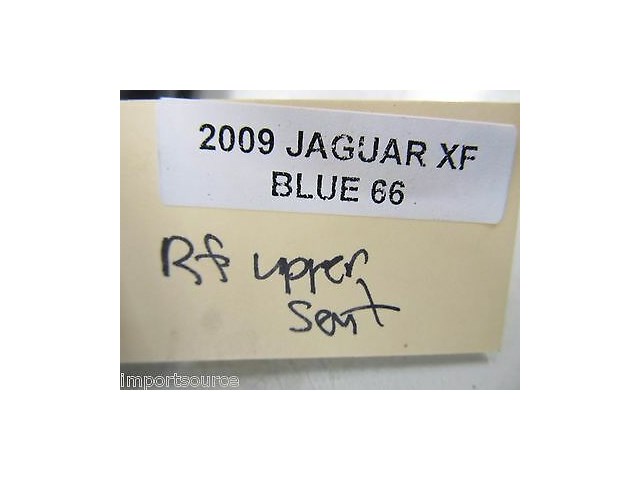 2009 JAGUAR XF
BLUE 66
Rf upper
seat
importsource